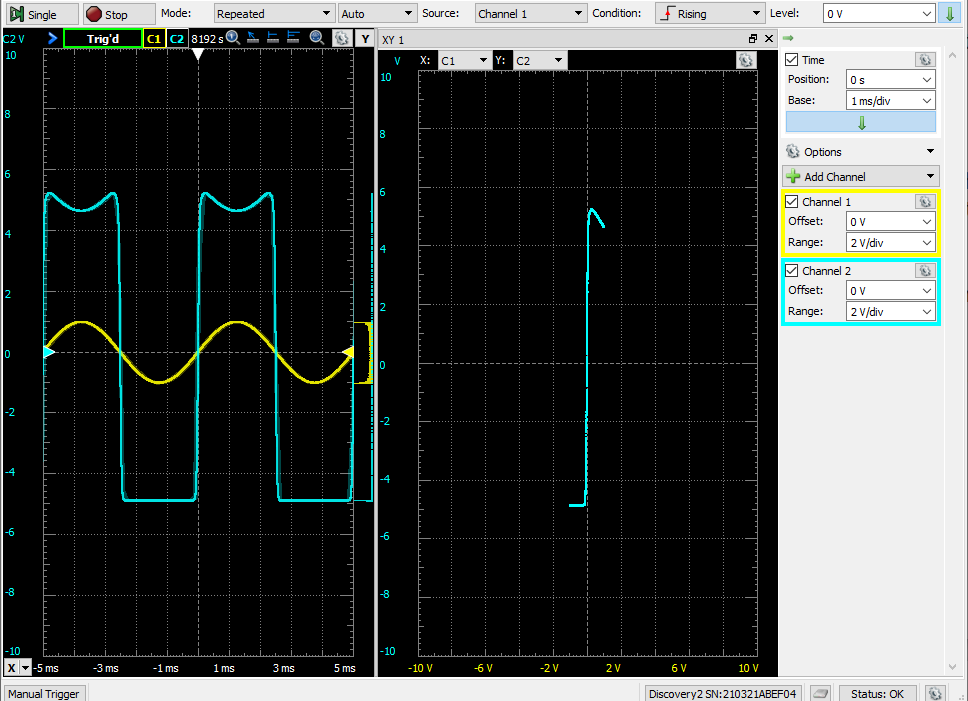 Single Stop Mode: Repeated Auto Source: Channel 1 Condition: Rising Level: 0 V
C2 V Trig'd C1 C2 8192 s Y
10
8
6
4
2
0
-2
-4
-6
-8
-10
X -5 ms -3 ms -1 ms 1 ms 3 ms 5 ms
XY 1
V X: C1 Y: C2
10
8
6
4
2
0
-2
-4
-6
-8
-10
-10 V -6 V -2 V 2 V 6 V 10 V
Time
Position: 0 s
Base: 1 ms/div
Options
Add Channel
Channel 1
Offset: 0 V
Range: 2 V/div
Channel 2
Offset: 0 V
Range: 2 V/div
Manual Trigger Discovery2 SN:210321ABEF04 Status: OK